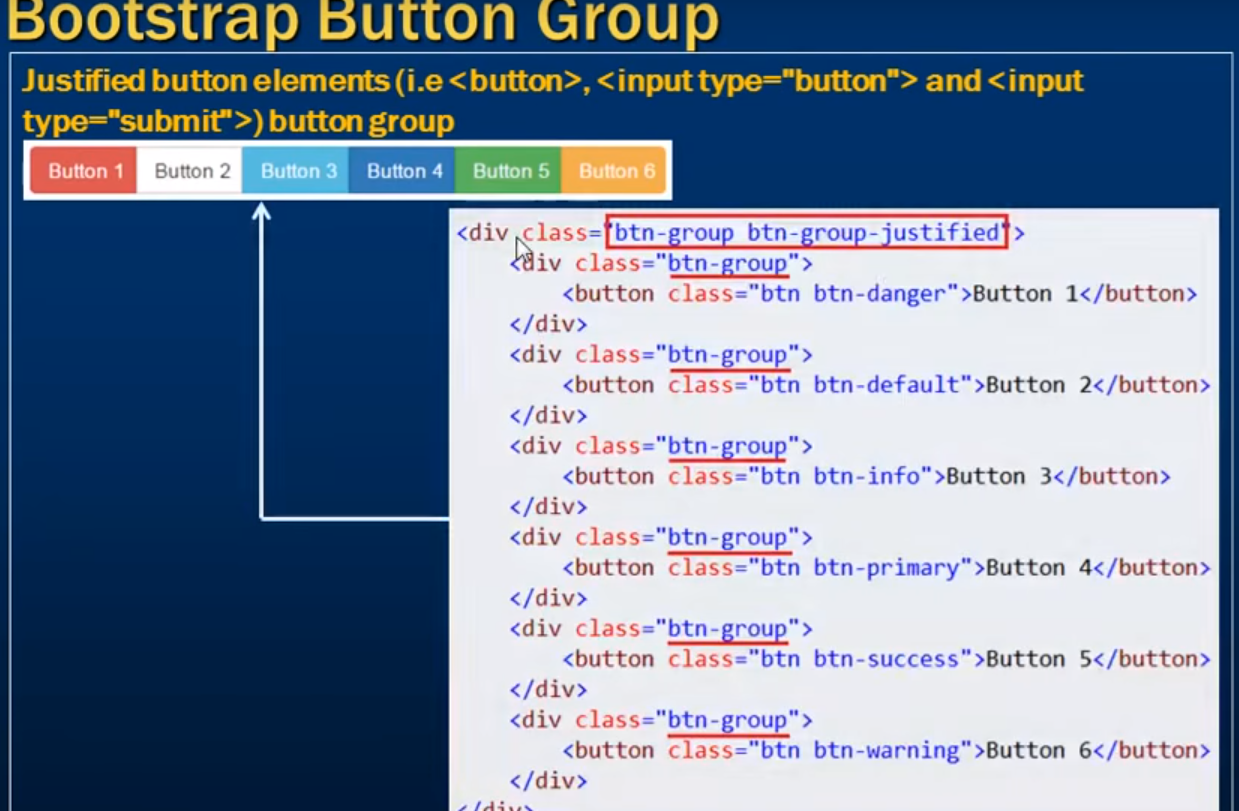 Bootstrap Button Group
Justified button elements (i.e <button>, <input type="button"> and <input
type="submit">) button group
Button 1 Button 2 Button 3 Button 4 Button 5 Button 6
<div class="btn-group btn-group-justified">
<div class="btn-group">
<button class="btn btn-danger">Button 1</button>
</div>
<div class="btn-group">
<button class="btn btn-default">Button 2</button>
</div>
<div class="btn-group">
<button class="btn btn-info">Button 3</button>
</div>
<div class="btn-group">
<button class="btn btn-primary">Button 4</button>
</div>
<div class="btn-group">
<button class="btn btn-success">Button 5</button>
</div>
<div class="btn-group">
<button class="btn btn-warning">Button 6</button>
</div>
</div>